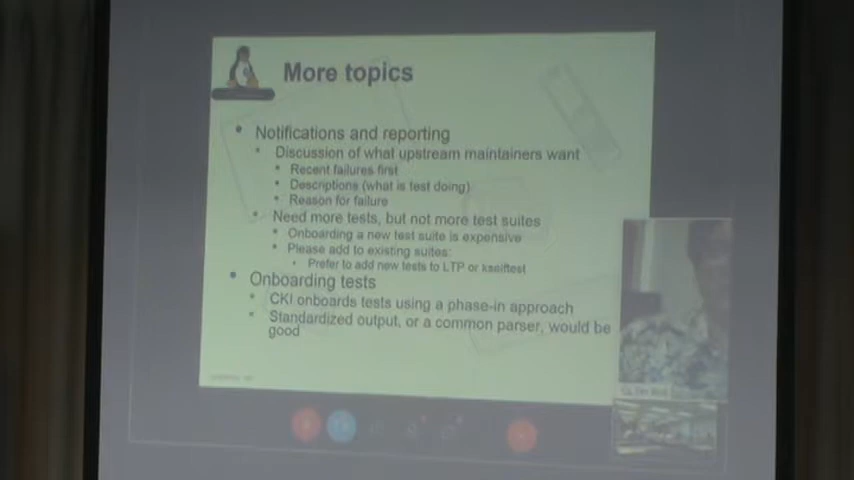 More topics
• Notifications and reporting
• Discussion of what upstream maintainers want
• Recent failures first
• Descriptions (what is test doing)
• Reason for failure
• Need more tests, but not more test suites
• Onboarding a new test suite is expensive
• Please add to existing suites:
• Prefer to add new tests to LTP or kselftest
• Onboarding tests
• CKI onboards tests using a phase-in approach
• Standardized output, or a common parser, would be
good